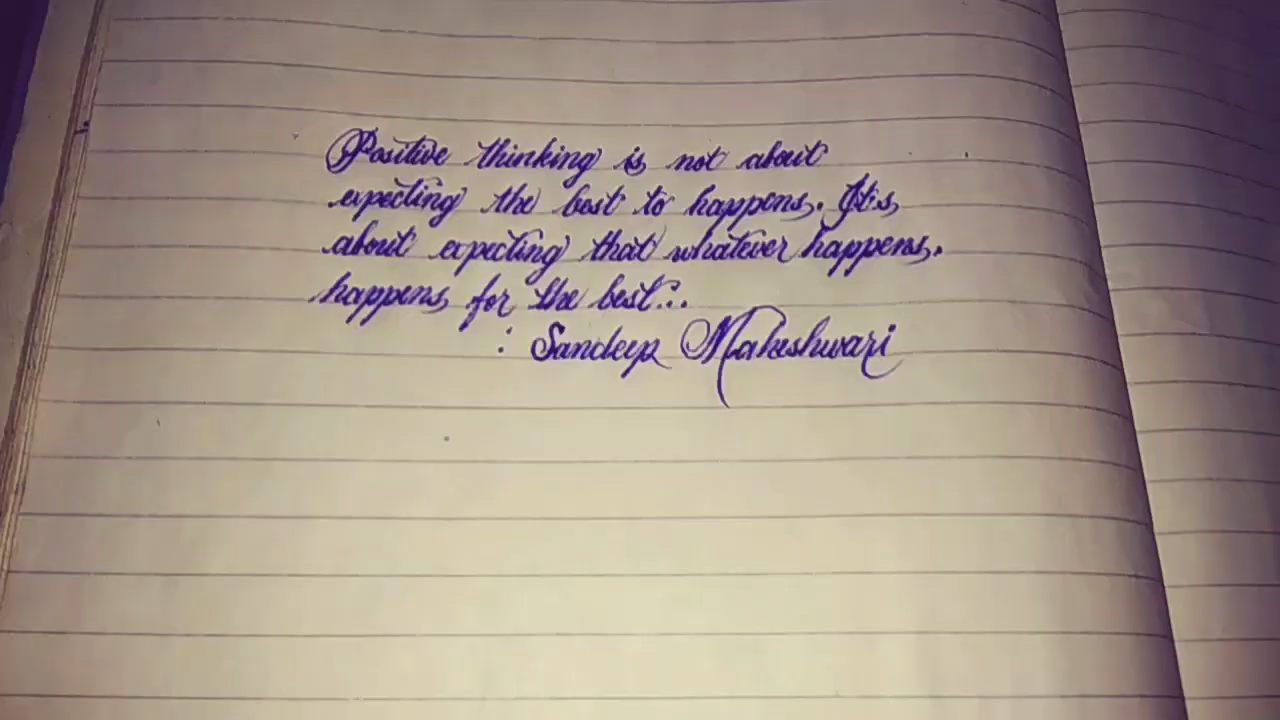 Positive thinking is not about
expecting the best to happens. It's
about expecting that whatever happens,
happens for the best...
: Sandeep Maheshwari